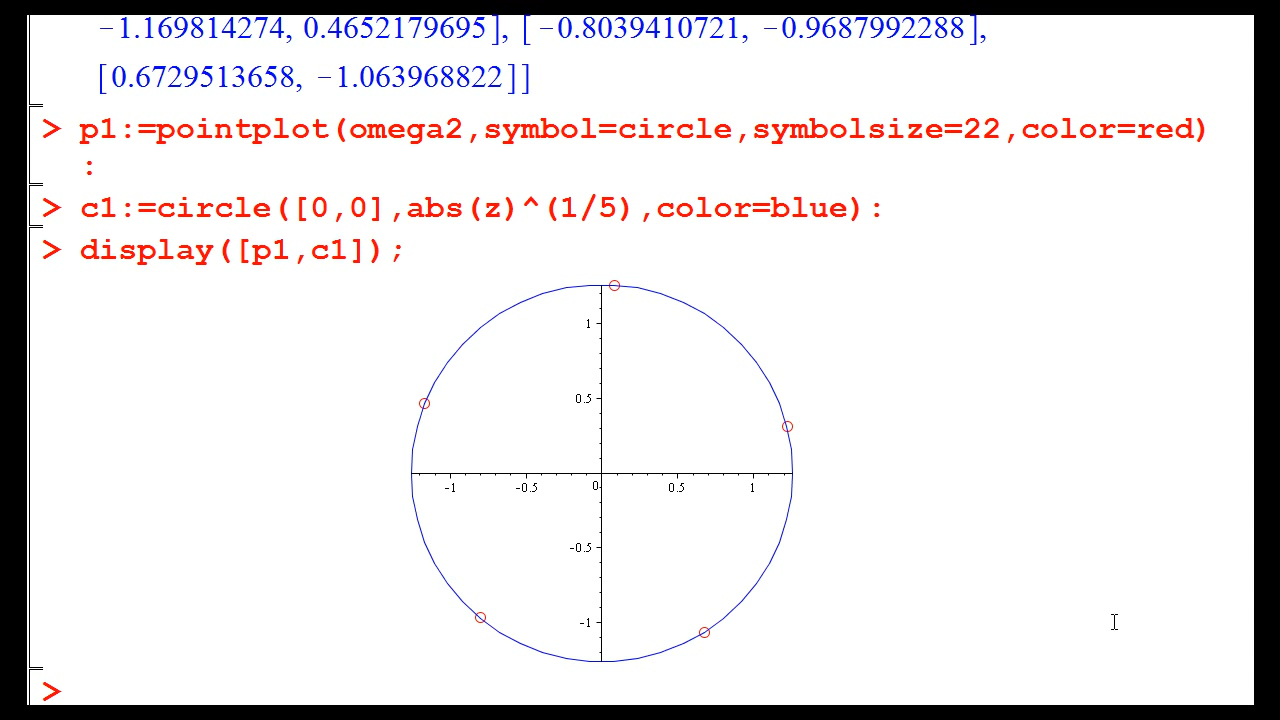 −1.169814274, 0.4652179695], [−0.8039410721, −0.9687992288],
[0.6729513658, −1.063968822]]
> p1:=pointplot(omega2,symbol=circle,symbolsize=22,color=red)
:
> c1:=circle([0,0],abs(z)^(1/5),color=blue):
> display([p1,c1]);
1
0.5
-1 -0.5 0 0.5 1
-0.5
-1
>